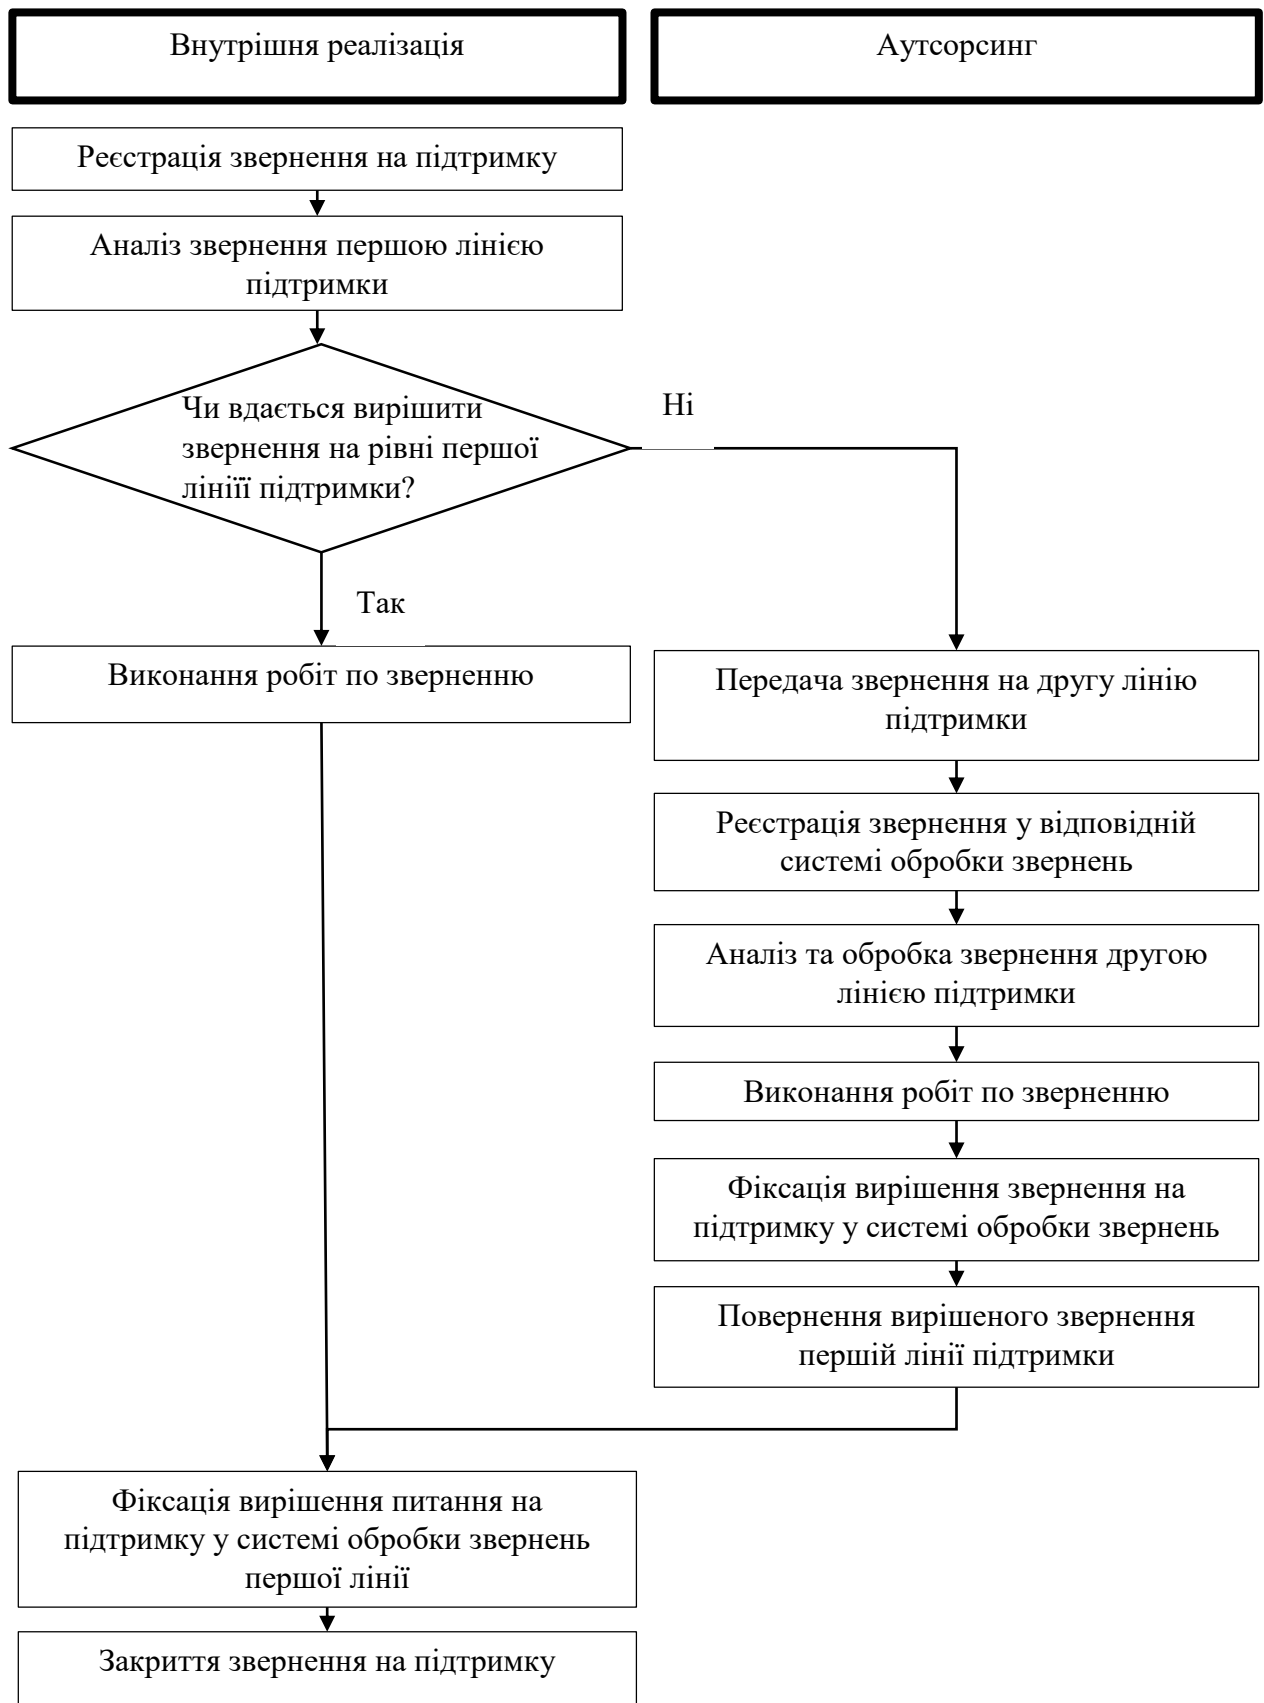 Внутрішня реалізація
Аутсорсинг
Реєстрація звернення на підтримку
Аналіз звернення першою лінією
підтримки
Чи вдається вирішити
звернення на рівні першої
лініїї підтримки?
Ні
Так
Виконання робіт по зверненню
Передача звернення на другу лінію
підтримки
Реєстрація звернення у відповідній
системі обробки звернень
Аналіз та обробка звернення другою
лінією підтримки
Виконання робіт по зверненню
Фіксація вирішення звернення на
підтримку у системі обробки звернень
Повернення вирішеного звернення
першій лінії підтримки
Фіксація вирішення питання на
підтримку у системі обробки звернень
першої лінії
Закриття звернення на підтримку